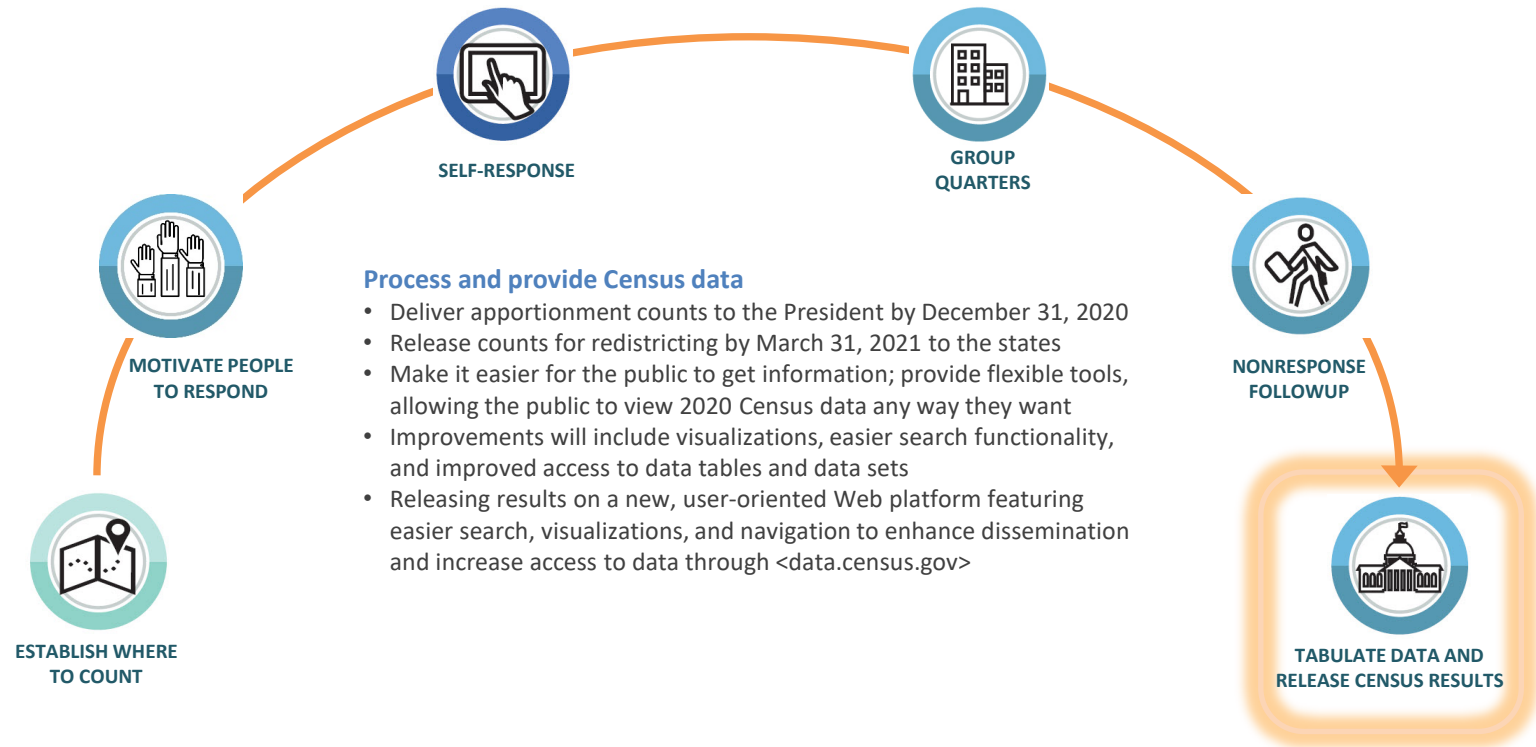 SELF-RESPONSE
GROUP
QUARTERS
MOTIVATE PEOPLE
TO RESPOND
Process and provide Census data
• Deliver apportionment counts to the President by December 31, 2020
• Release counts for redistricting by March 31, 2021 to the states
• Make it easier for the public to get information; provide flexible tools,
allowing the public to view 2020 Census data any way they want
• Improvements will include visualizations, easier search functionality,
and improved access to data tables and data sets
• Releasing results on a new, user-oriented Web platform featuring
easier search, visualizations, and navigation to enhance dissemination
and increase access to data through <data.census.gov>
NONRESPONSE
FOLLOWUP
ESTABLISH WHERE
TO COUNT
TABULATE DATA AND
RELEASE CENSUS RESULTS